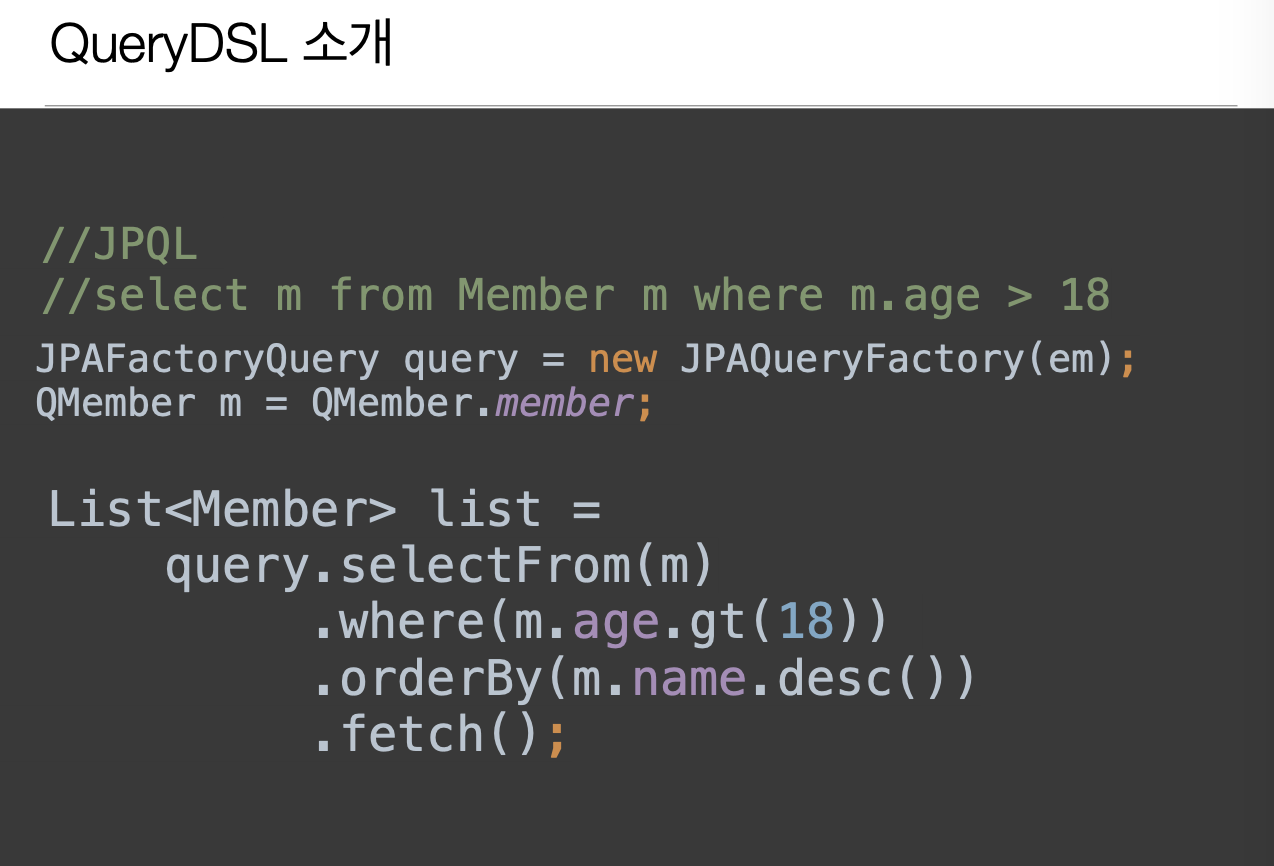 QueryDSL 소개
//JPQL
//select m from Member m where m.age > 18
JPAFactoryQuery query = new JPAQueryFactory(em);
QMember m = QMember.member;
List<Member> list =
query.selectFrom(m)
.where(m.age.gt(18))
.orderBy(m.name.desc())
.fetch();